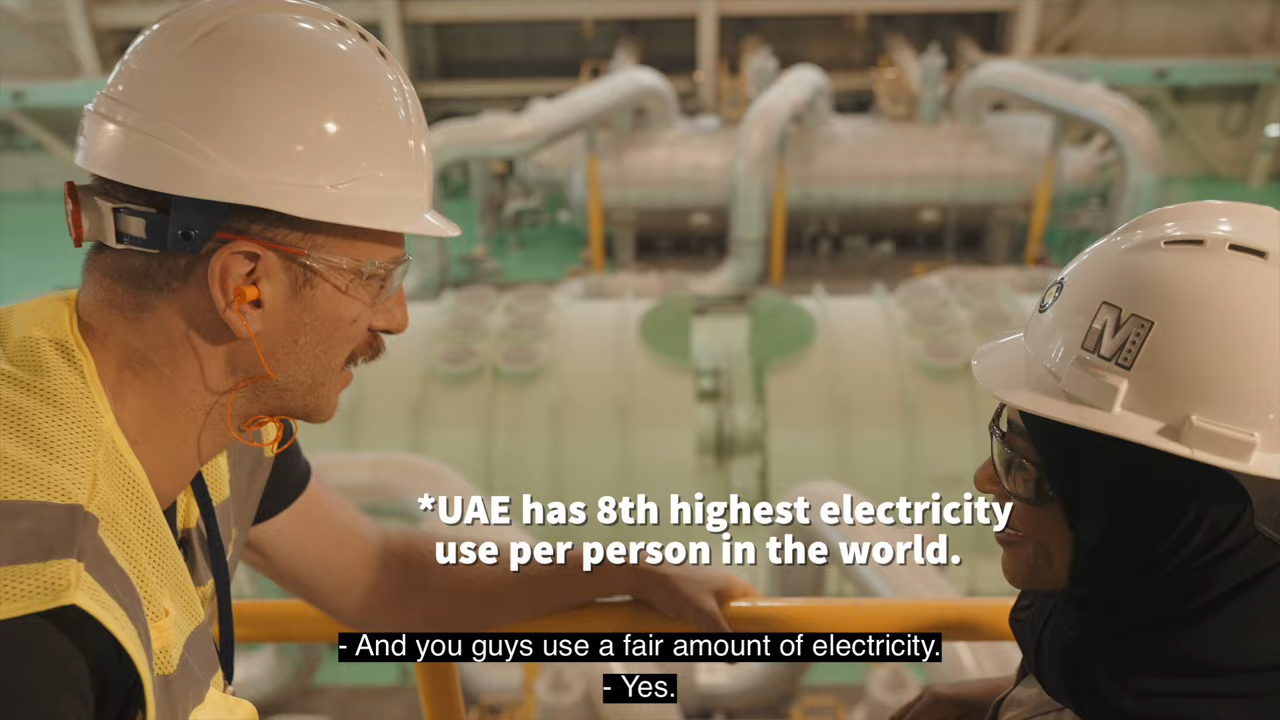 M
*UAE has 8th highest electricity
use per person in the world.
- And you guys use a fair amount of electricity.
- Yes.